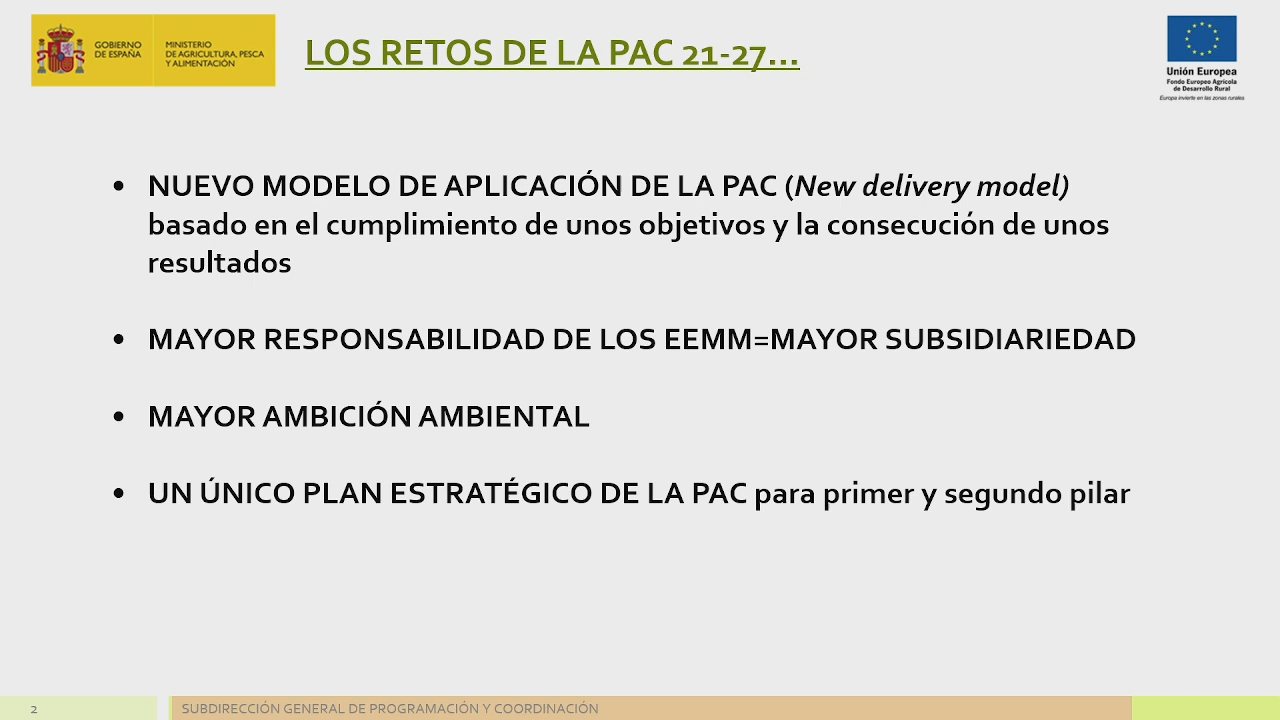 GOBIERNO
DE ESPAÑA
MINISTERIO
DE AGRICULTURA, PESCA
Y ALIMENTACIÓN
LOS RETOS DE LA PAC 21-27...
Unión Europea
Fondo Europeo Agrícola
de Desarrollo Rural
Europa invierte en las zonas rurales
• NUEVO MODELO DE APLICACIÓN DE LA PAC (New delivery model)
basado en el cumplimiento de unos objetivos y la consecución de unos
resultados
• MAYOR RESPONSABILIDAD DE LOS EEMM=MAYOR SUBSIDIARIEDAD
• MAYOR AMBICIÓN AMBIENTAL
• UN ÚNICO PLAN ESTRATÉGICO DE LA PAC para primer y segundo pilar
2
SUBDIRECCIÓN GENERAL DE PROGRAMACIÓN Y COORDINACIÓN